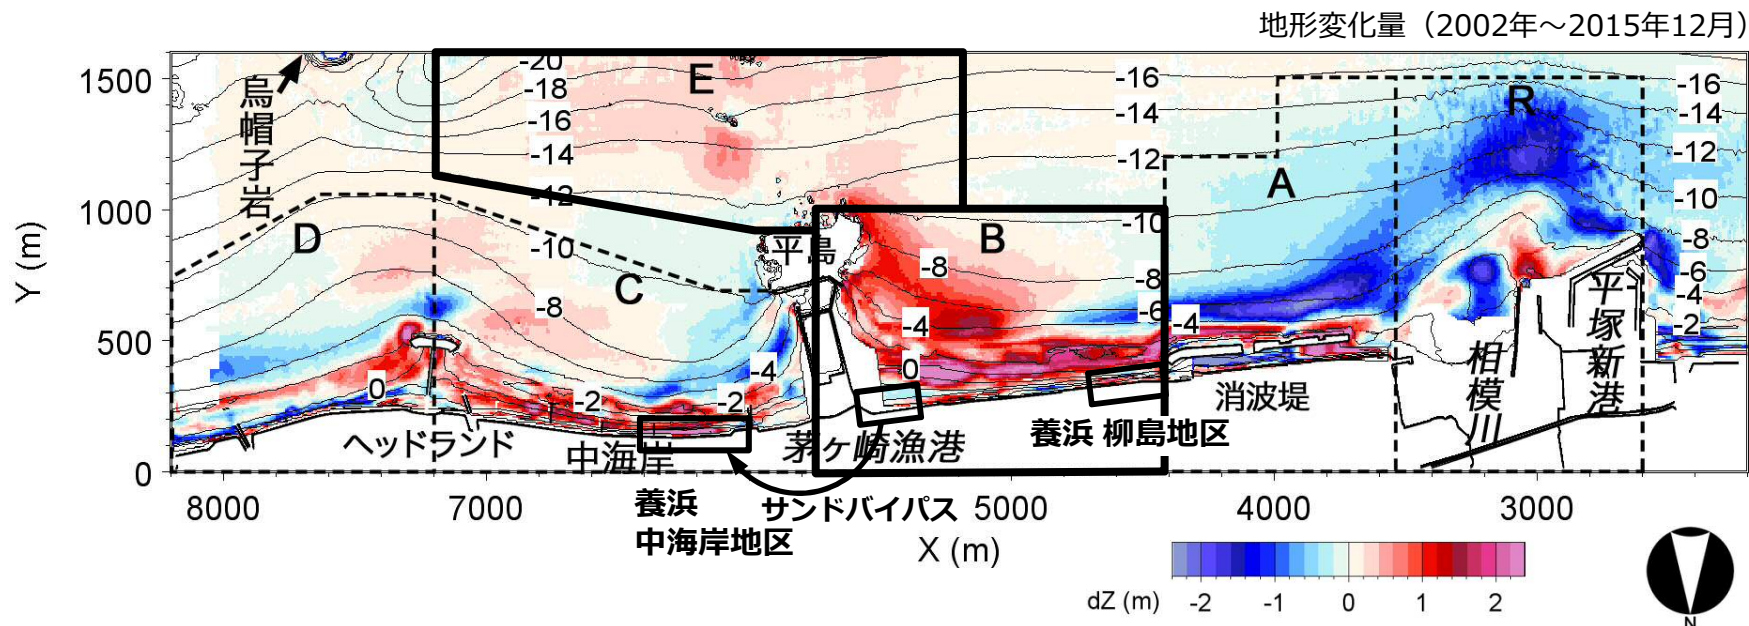 地形変化量（2002年～2015年12月）
1500
1000
500
0
Y (m)
烏帽子岩
E
-20
-18
-16
-14
-12
-16
-14
-12
R
-16
-14
-12
-10
-8
-6
-4
-2
A
D
-10
C
-8
平島
B
-10
-8
-8
-6
-4
-4
0
-4
-2
-2
0
ヘッドランド
中海岸
茅ヶ崎漁港
養浜 柳島地区
消波堤
相模川
平塚新港
養浜
中海岸地区
サンドバイパス
8000
7000
5000
4000
3000
X (m)
dZ (m)
-2
-1
0
1
2
N